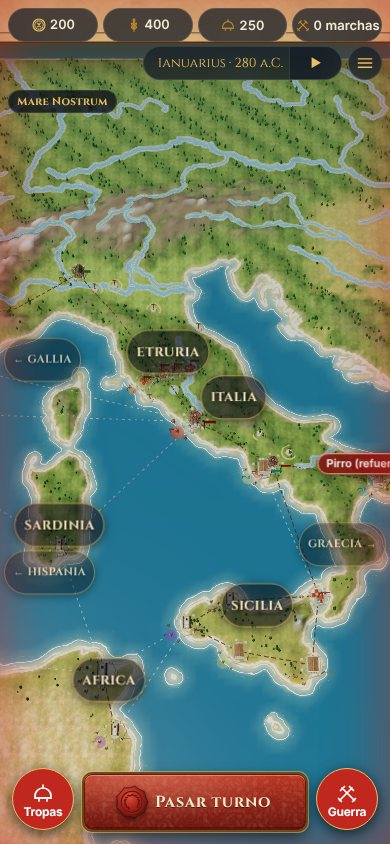 200
400
250
0 marchas
Ianuarius · 280 a.C.
Mare Nostrum
Etruria
← Gallia
Italia
Pirro (refuer
Sardinia
Graecia →
← Hispania
Sicilia
Africa
Tropas
Pasar turno
Guerra